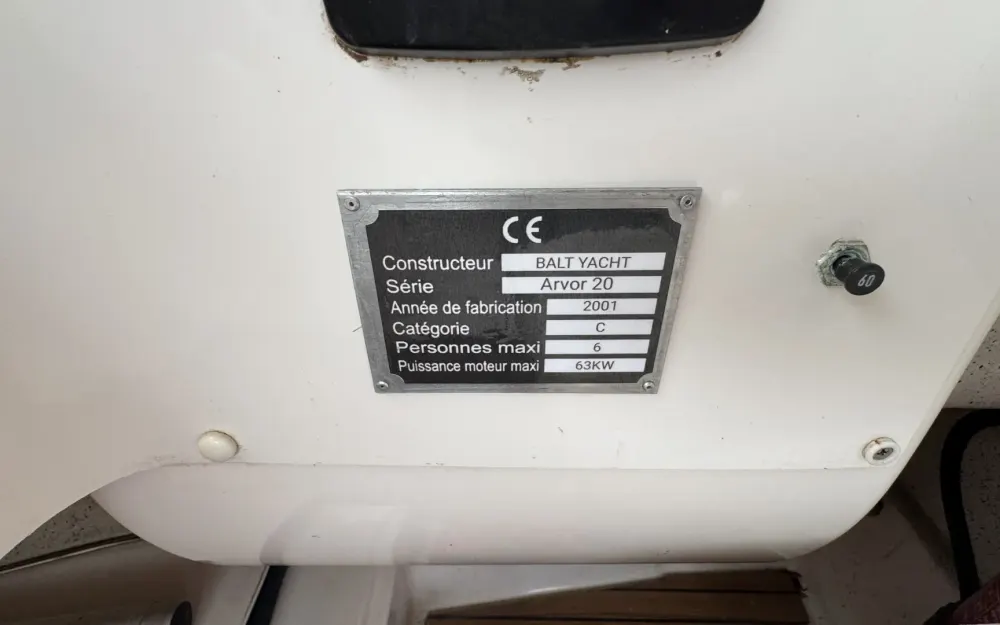 CE
Constructeur BALT YACHT
Série Arvor 20
Année de fabrication 2001
Catégorie C
Personnes maxi 6
Puissance moteur maxi 63KW
60